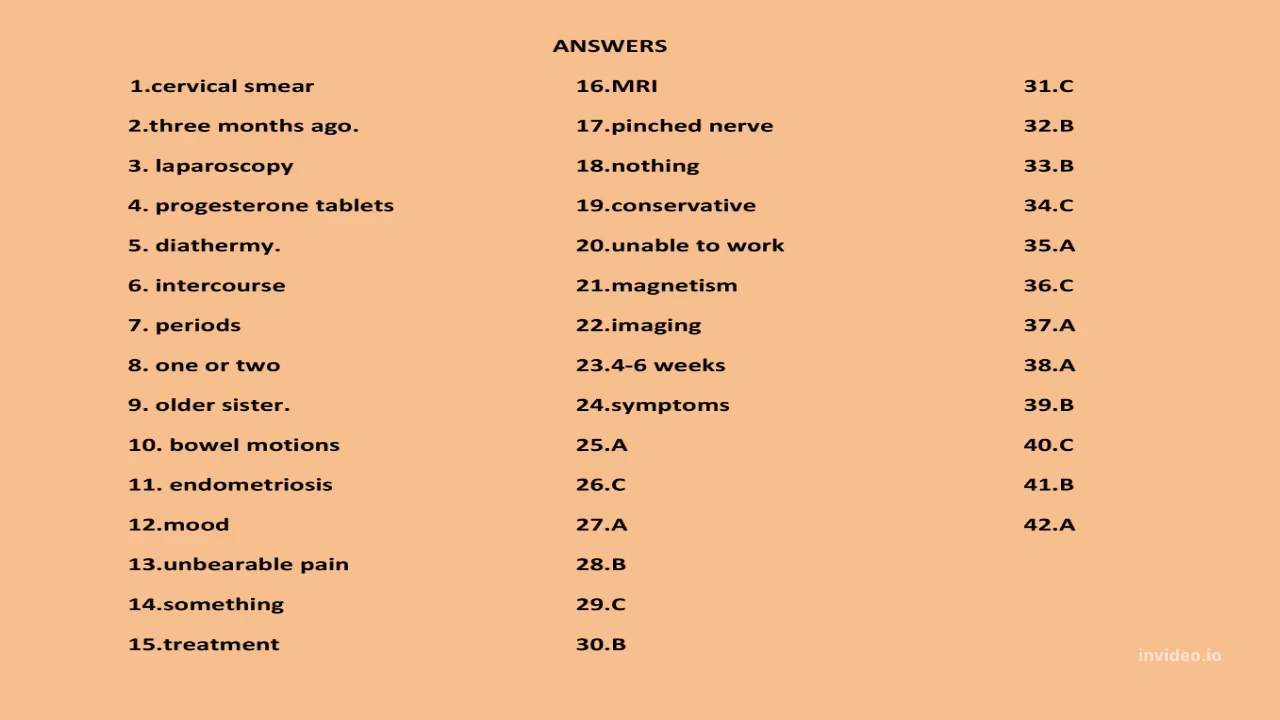 ANSWERS
1.cervical smear
2.three months ago.
3. laparoscopy
4. progesterone tablets
5. diathermy.
6. intercourse
7. periods
8. one or two
9. older sister.
10. bowel motions
11. endometriosis
12.mood
13.unbearable pain
14.something
15.treatment
16.MRI
17.pinched nerve
18.nothing
19.conservative
20.unable to work
21.magnetism
22.imaging
23.4-6 weeks
24.symptoms
25.A
26.C
27.A
28.B
29.C
30.B
31.C
32.B
33.B
34.C
35.A
36.C
37.A
38.A
39.B
40.C
41.B
42.A
invideo.io